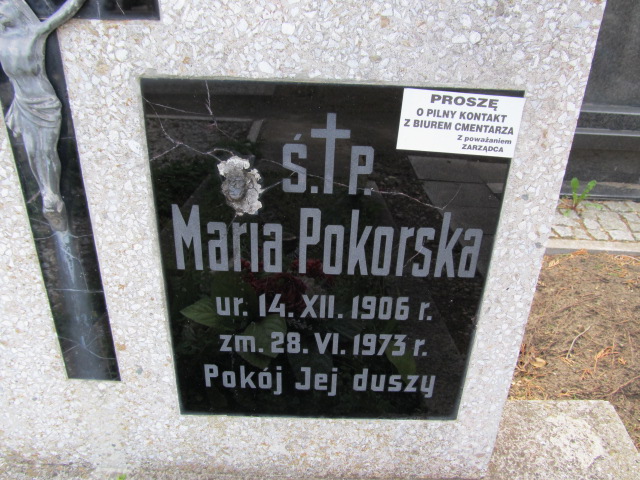 PROSZĘ
O PILNY KONTAKT
Z BIUREM CMENTARZA
Z poważaniem
ZARZĄDCA
Ś.†P.
Maria Pokorska
ur. 14. XII. 1906 r.
zm. 28. VI. 1973 r.
Pokój Jej duszy